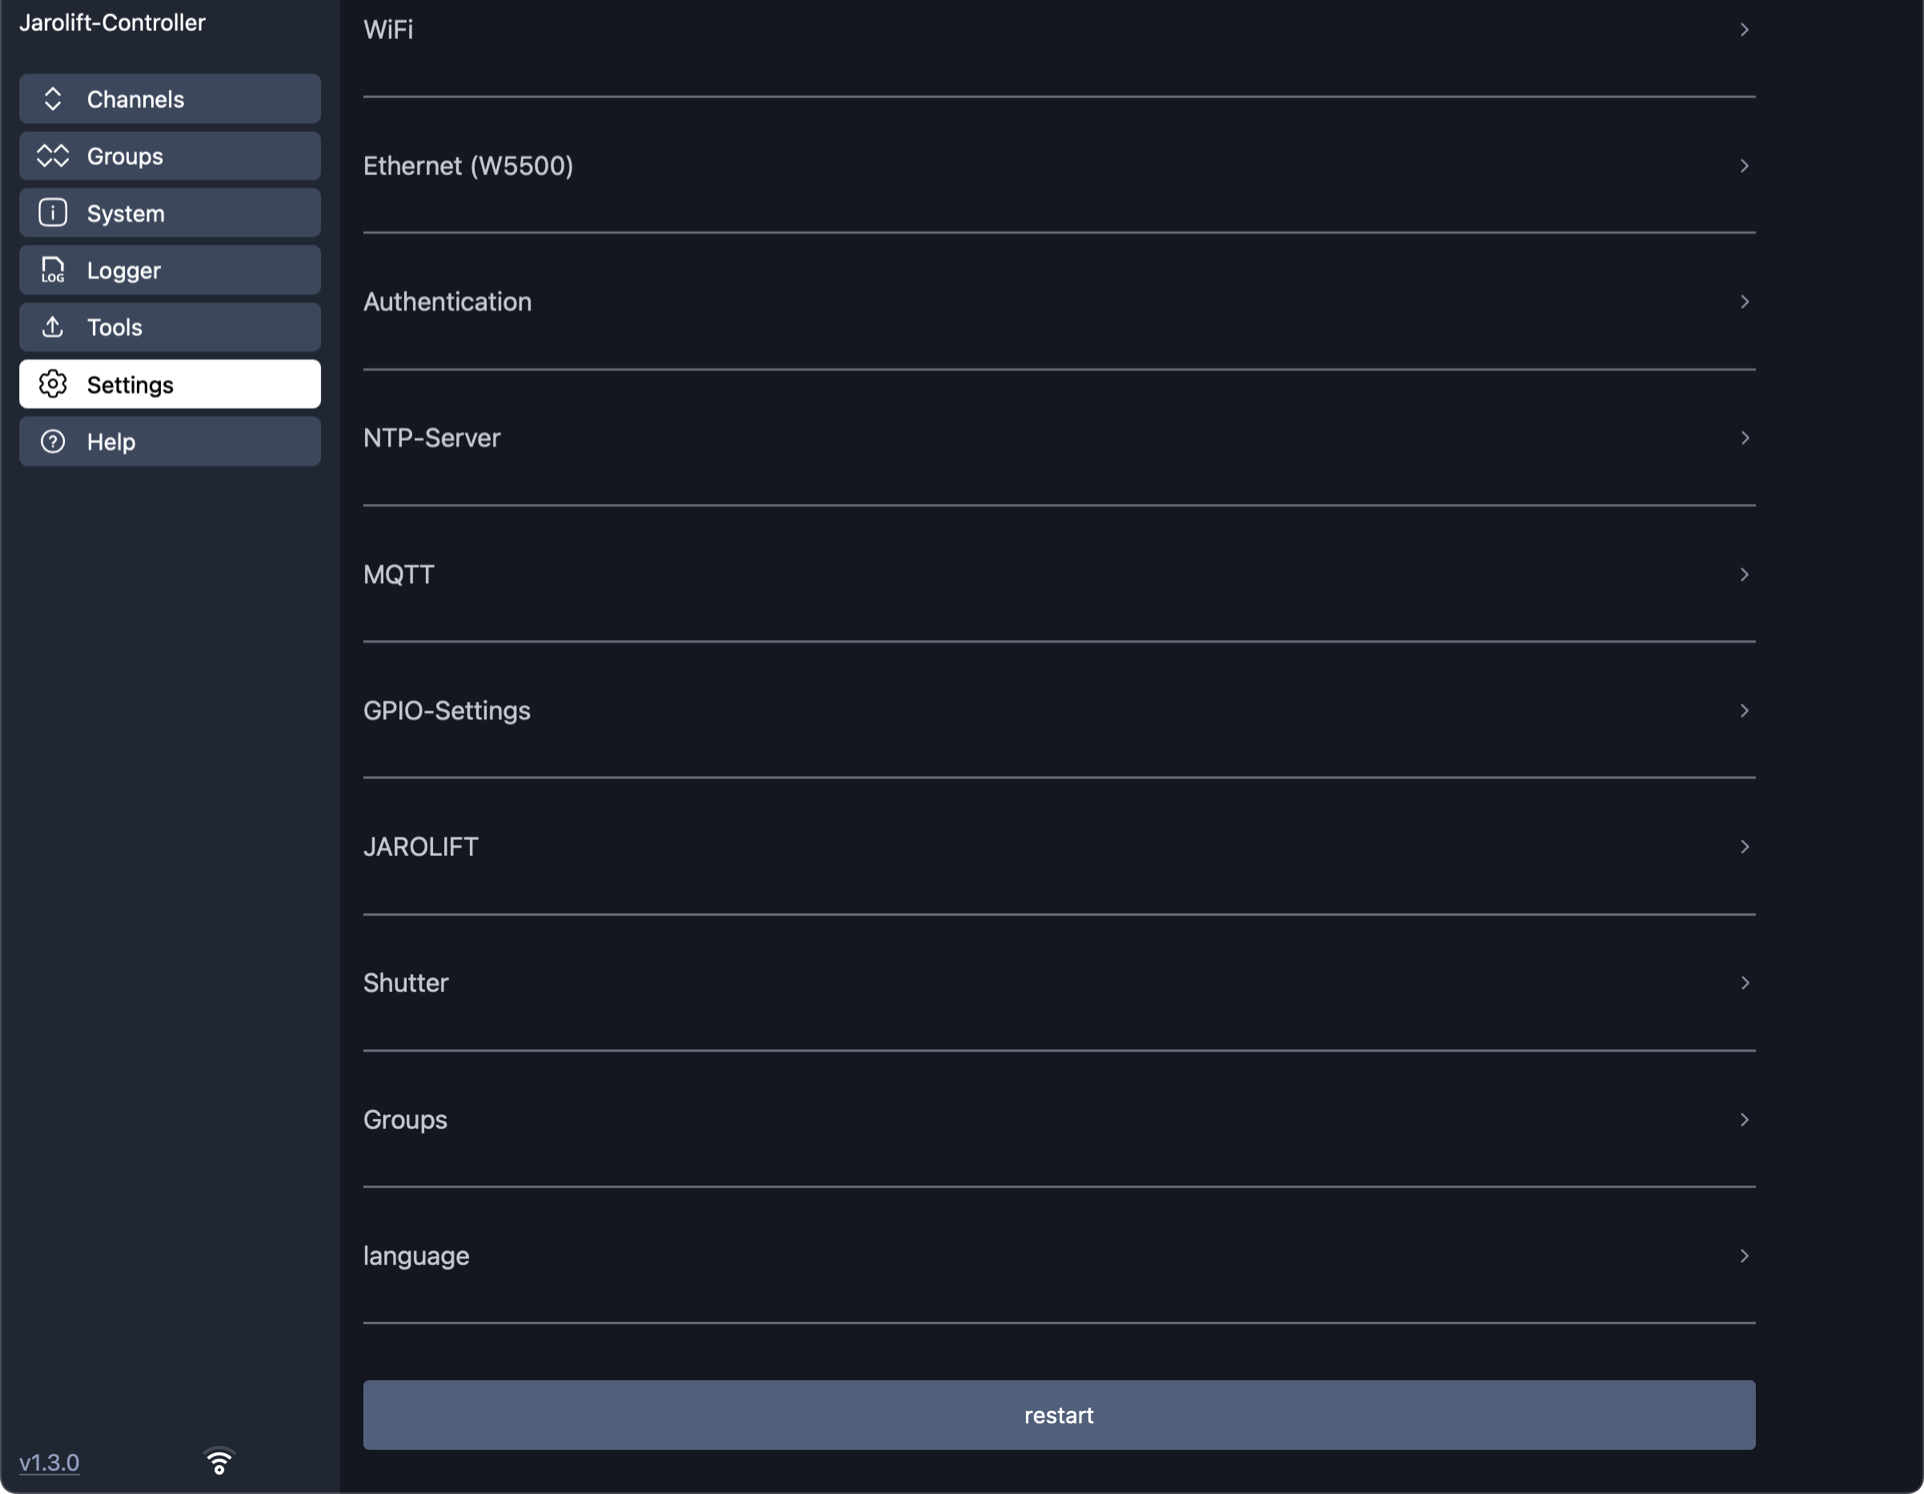 Jarolift-Controller
Channels
Groups
System
LOG Logger
Tools
Settings
Help
v1.3.0
WiFi
Ethernet (W5500)
Authentication
NTP-Server
MQTT
GPIO-Settings
JAROLIFT
Shutter
Groups
language
restart